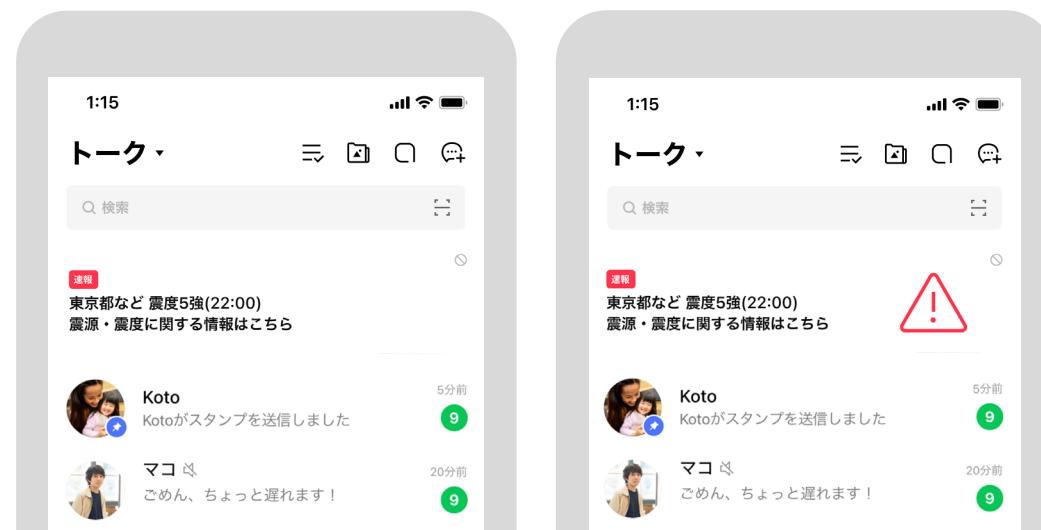 1:15
トーク
検索
速報
東京都など 震度5強(22:00)
震源・震度に関する情報はこちら
Koto
5分前
Kotoがスタンプを送信しました
9
マコ
20分前
ごめん、ちょっと遅れます！
9
1:15
トーク
検索
速報
東京都など 震度5強(22:00)
震源・震度に関する情報はこちら
Koto
5分前
Kotoがスタンプを送信しました
9
マコ
20分前
ごめん、ちょっと遅れます！
9